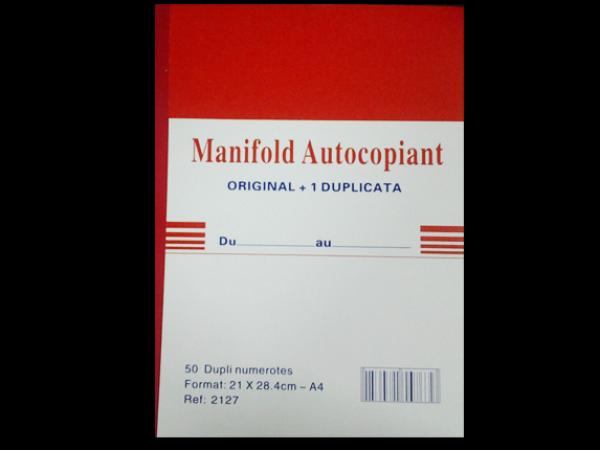 Manifold Autocopiant
ORIGINAL + 1 DUPLICATA
Du au
50 Dupli numerotes
Format: 21 X 28.4cm – A4
Ref: 2127